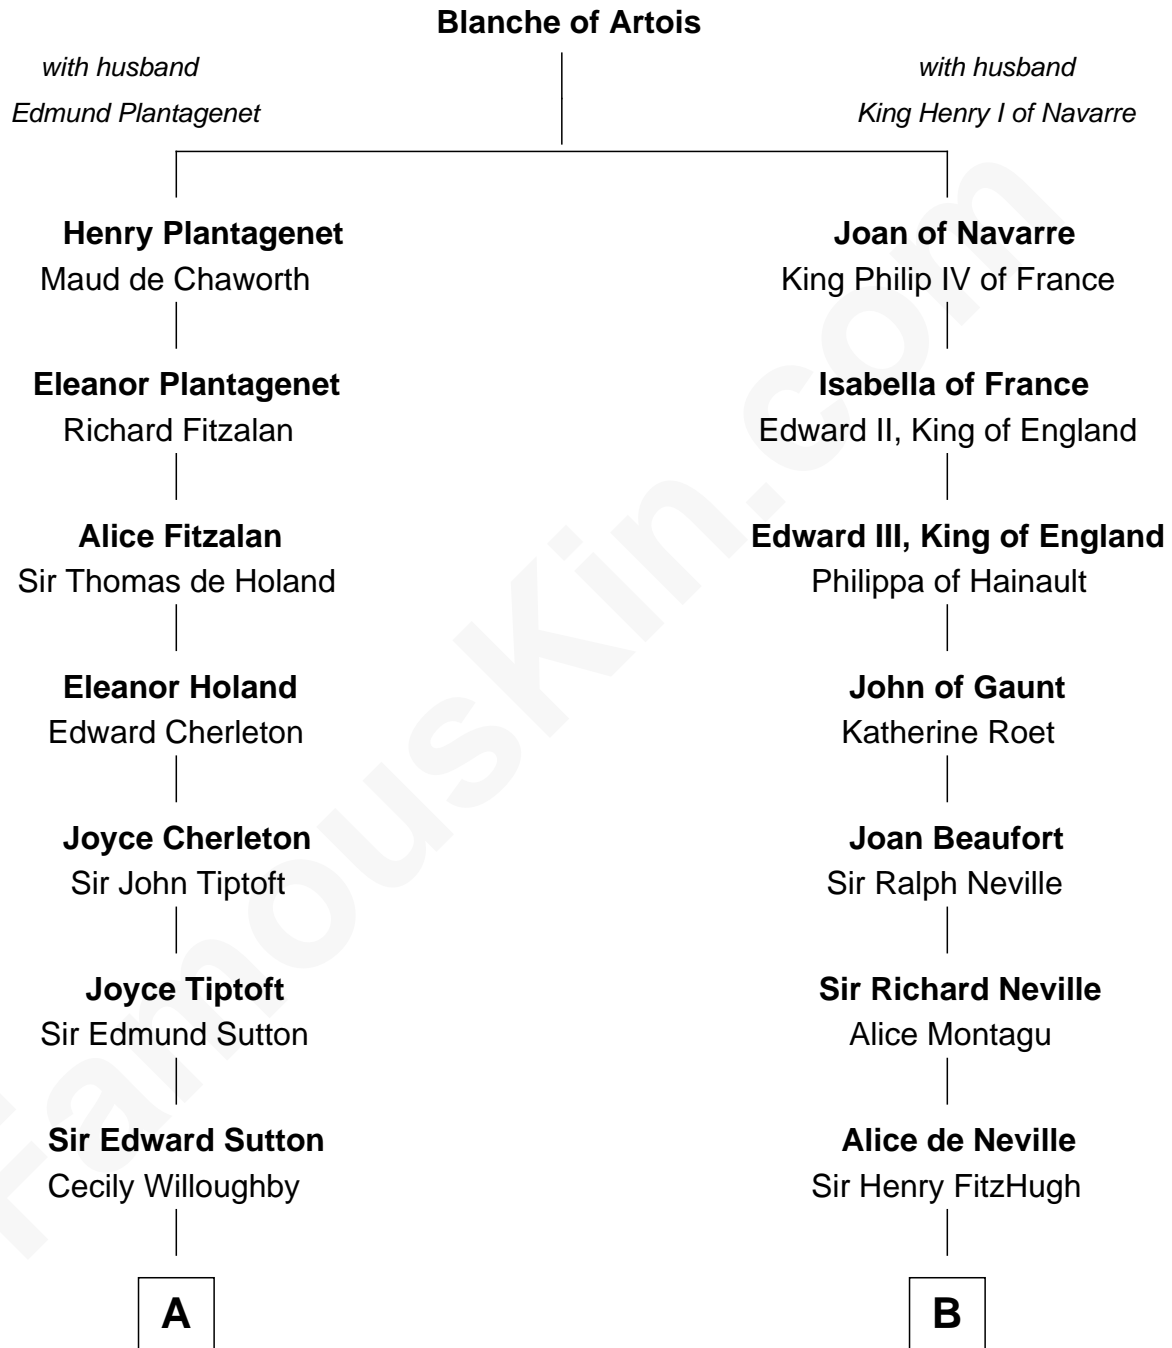 Blanche of Artois
with husband
Edmund Plantagenet
with husband
King Henry I of Navarre
Henry Plantagenet
Maud de Chaworth
Joan of Navarre
King Philip IV of France
Eleanor Plantagenet
Richard Fitzalan
Isabella of France
Edward II, King of England
Alice Fitzalan
Sir Thomas de Holand
Edward III, King of England
Philippa of Hainault
Eleanor Holand
Edward Cherleton
John of Gaunt
Katherine Roet
Joyce Cherleton
Sir John Tiptoft
Joan Beaufort
Sir Ralph Neville
Joyce Tiptoft
Sir Edmund Sutton
Sir Richard Neville
Alice Montagu
Sir Edward Sutton
Cecily Willoughby
Alice de Neville
Sir Henry FitzHugh
A
B
FamousKin.com